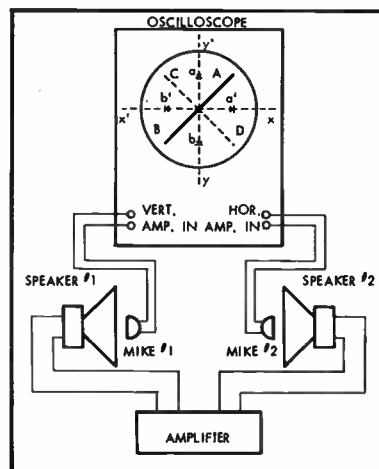 OSCILLOSCOPE
y'
C A
a
b' a'
x' x
B D
b
y
VERT. HOR.
AMP. IN AMP. IN
SPEAKER #1 SPEAKER #2
MIKE #1 MIKE #2
AMPLIFIER